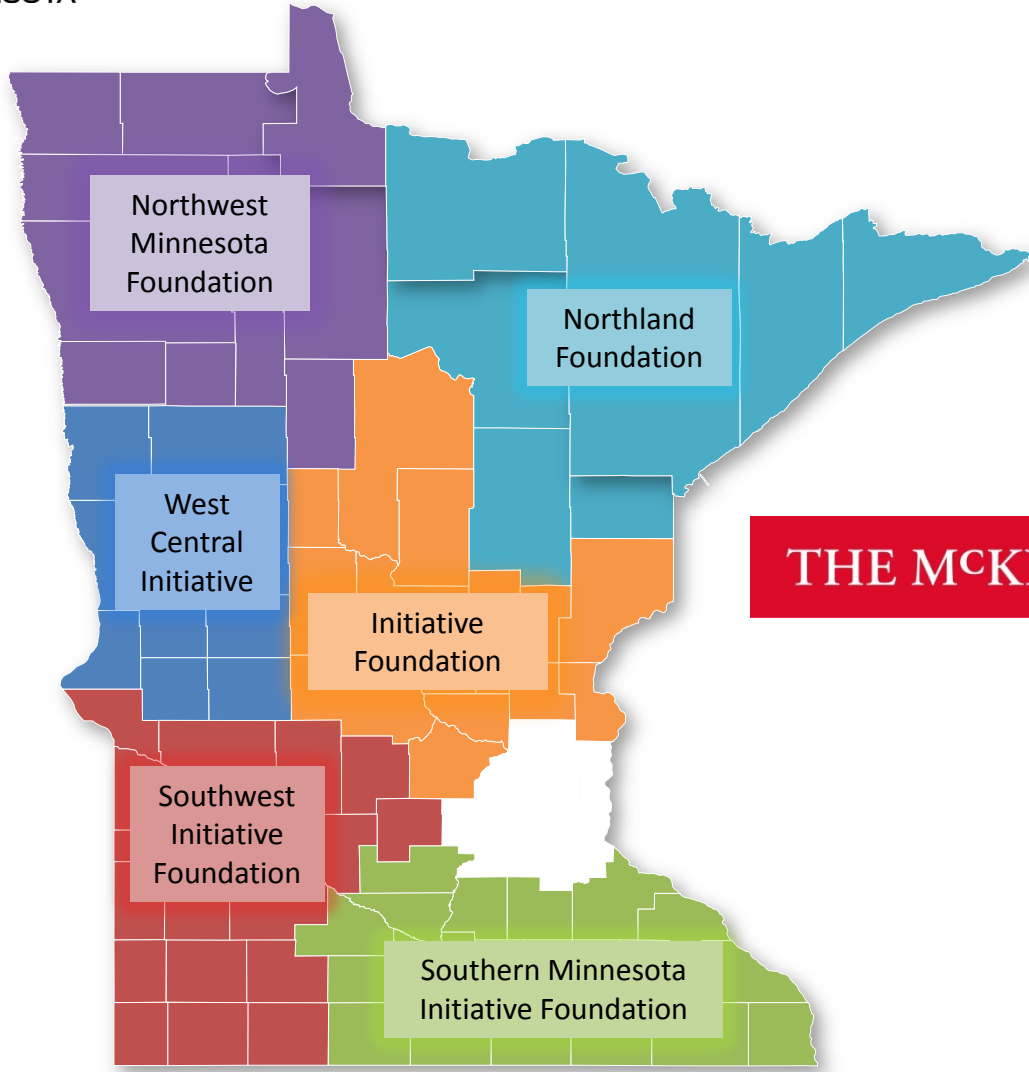 Northwest
Minnesota
Foundation
Northland
Foundation
West
Central
Initiative
THE McK
Initiative
Foundation
Southwest
Initiative
Foundation
Southern Minnesota
Initiative Foundation